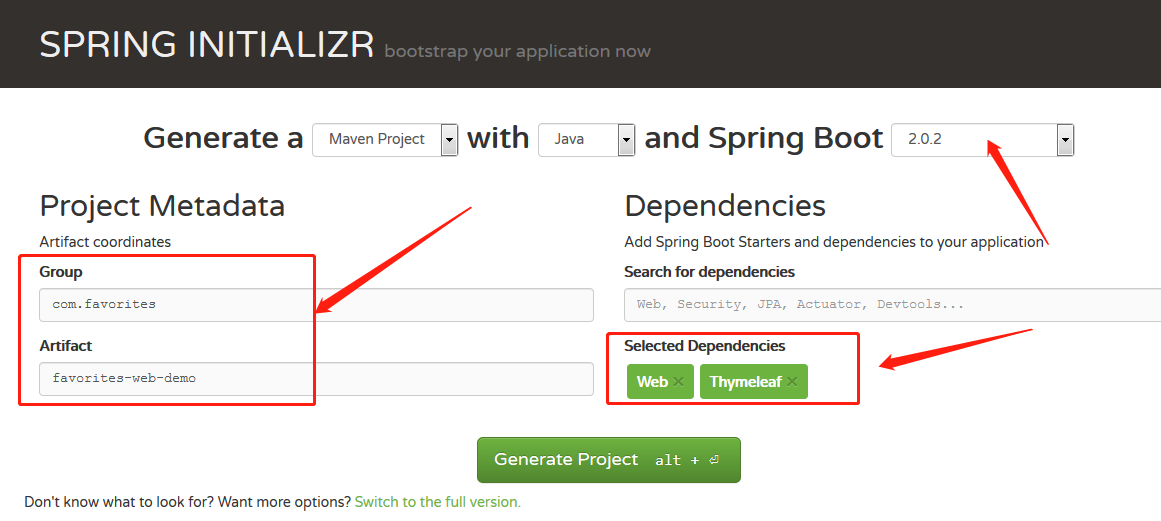 SPRING INITIALIZR bootstrap your application now
Generate a Maven Project with Java and Spring Boot 2.0.2
Project Metadata
Artifact coordinates
Group
com.favorites
Artifact
favorites-web-demo
Dependencies
Add Spring Boot Starters and dependencies to your application
Search for dependencies
Web, Security, JPA, Actuator, Devtools...
Selected Dependencies
Web × Thymeleaf ×
Generate Project alt + ⏎
Don't know what to look for? Want more options? Switch to the full version.